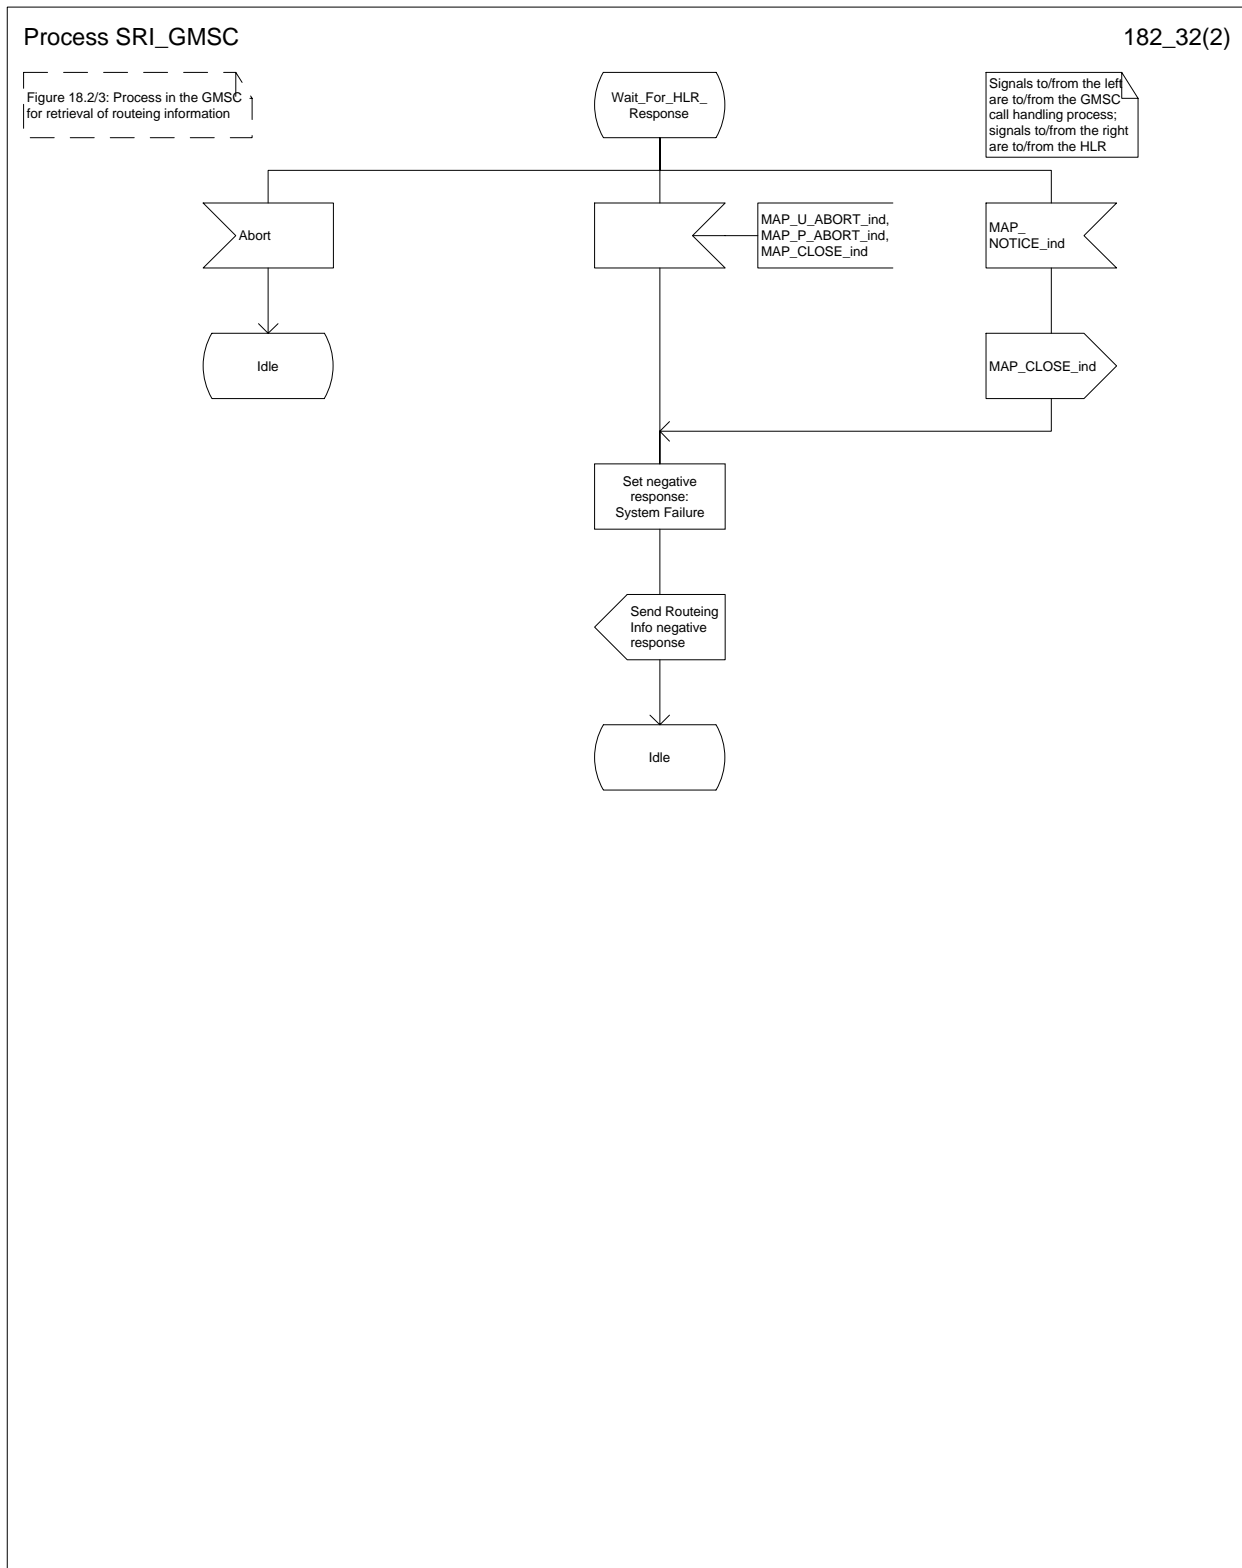 Process SRI_GMSC
182_32(2)
Figure 18.2/3: Process in the GMSC
for retrieval of routeing information
Wait_For_HLR_
Response
Signals to/from the left
are to/from the GMSC
call handling process;
signals to/from the right
are to/from the HLR
Abort
MAP_U_ABORT_ind,
MAP_P_ABORT_ind,
MAP_CLOSE_ind
MAP_
NOTICE_ind
Idle
MAP_CLOSE_ind
Set negative
response:
System Failure
Send Routeing
Info negative
response
Idle